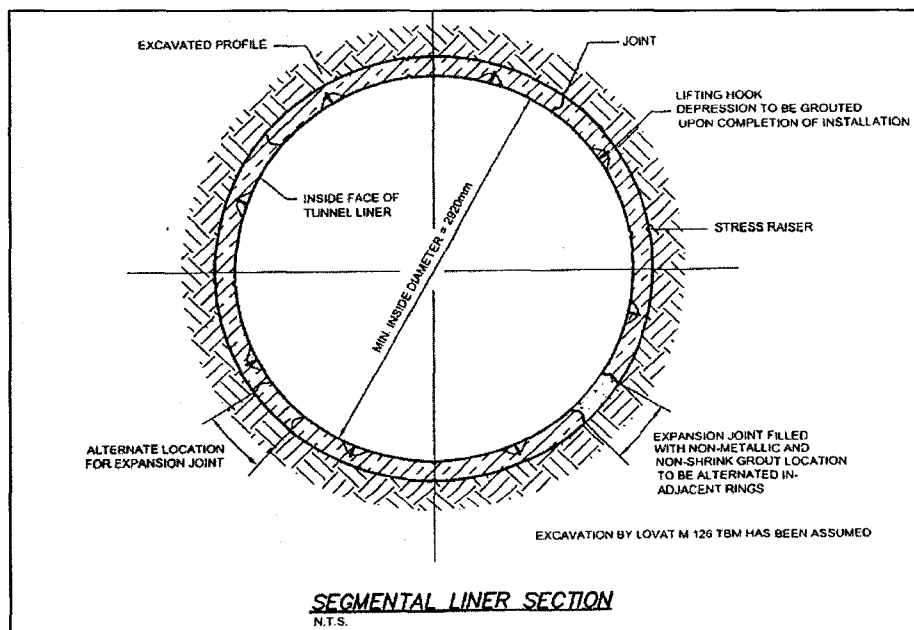 EXCAVATED PROFILE
JOINT
LIFTING HOOK
DEPRESSION TO BE GROUTED
UPON COMPLETION OF INSTALLATION
INSIDE FACE OF
TUNNEL LINER
STRESS RAISER
MIN. INSIDE DIAMETER = 2920mm
ALTERNATE LOCATION
FOR EXPANSION JOINT
EXPANSION JOINT FILLED
WITH NON-METALLIC AND
NON-SHRINK GROUT LOCATION
TO BE ALTERNATED IN-
ADJACENT RINGS
EXCAVATION BY LOVAT M 126 TBM HAS BEEN ASSUMED
SEGMENTAL LINER SECTION
N.T.S.